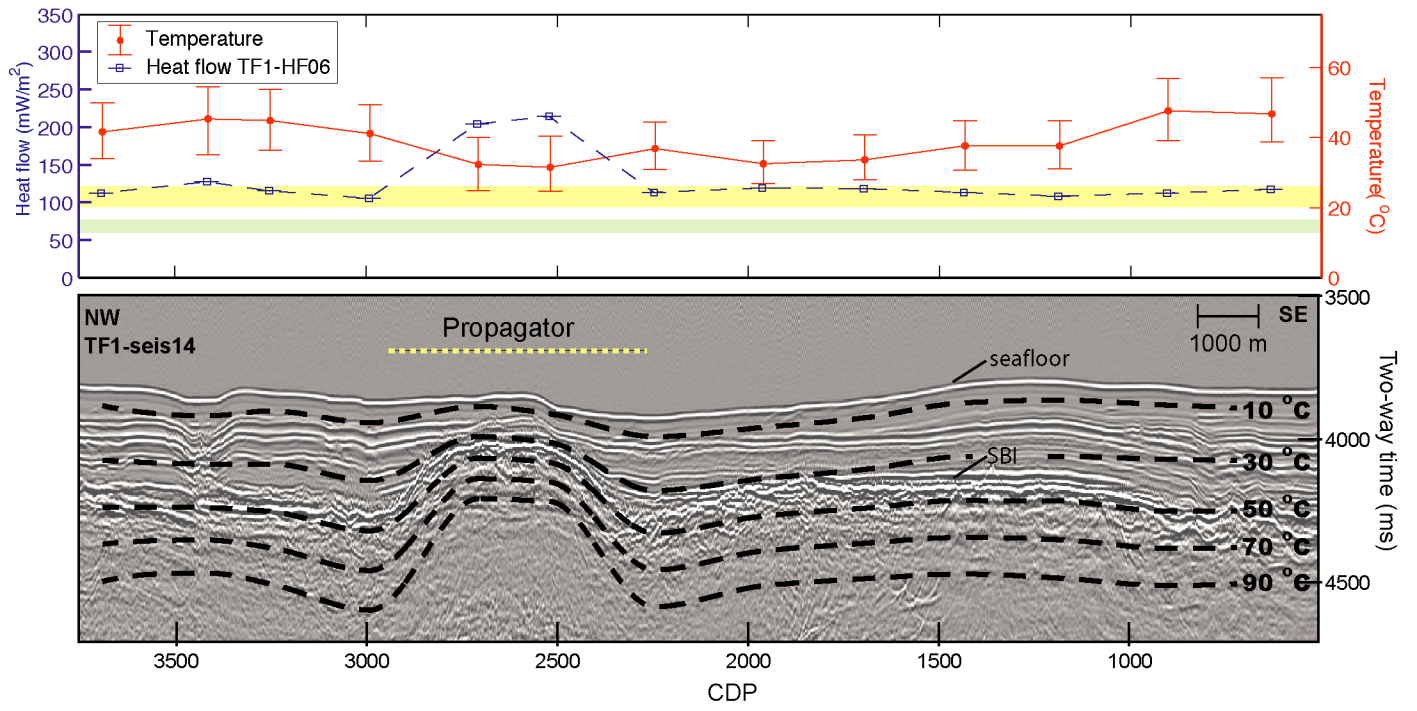 350
300
250
200
150
100
50
0
Heat flow (mW/m²)
Temperature
Heat flow TF1-HF06
60
40
20
0
Temperature( °C)
NW
TF1-seis14
Propagator
1000 m
SE
seafloor
SBI
10 °C
30 °C
50 °C
70 °C
90 °C
3500
4000
4500
Two-way time (ms)
3500
3000
2500
2000
1500
1000
CDP